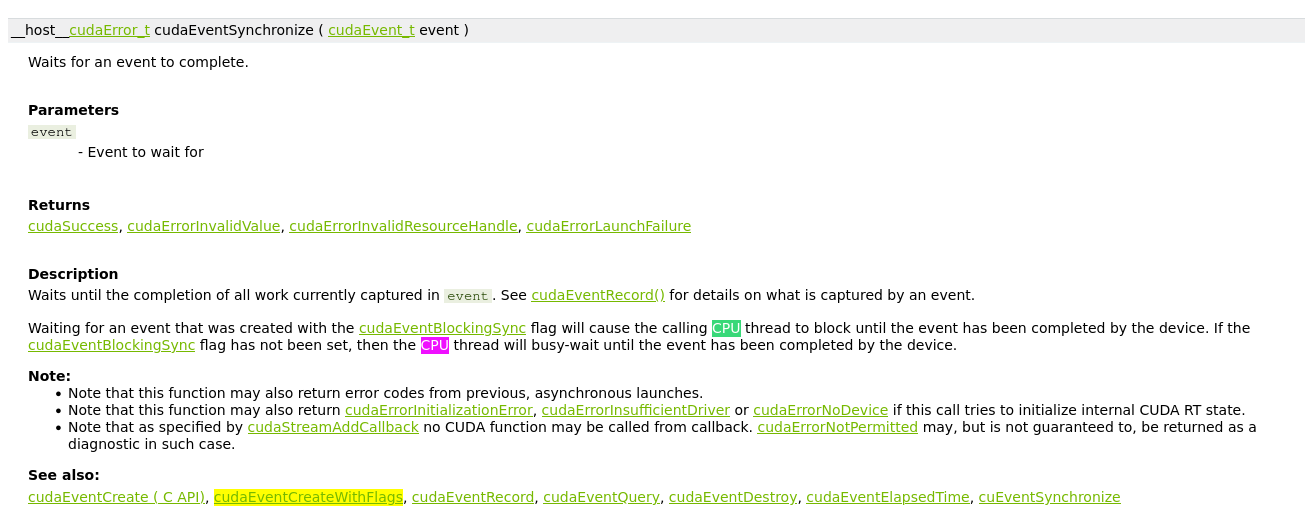 __host__cudaError_t cudaEventSynchronize ( cudaEvent_t event )
Waits for an event to complete.
Parameters
event
- Event to wait for
Returns
cudaSuccess, cudaErrorInvalidValue, cudaErrorInvalidResourceHandle, cudaErrorLaunchFailure
Description
Waits until the completion of all work currently captured in event. See cudaEventRecord() for details on what is captured by an event.
Waiting for an event that was created with the cudaEventBlockingSync flag will cause the calling CPU thread to block until the event has been completed by the device. If the
cudaEventBlockingSync flag has not been set, then the CPU thread will busy-wait until the event has been completed by the device.
Note:
• Note that this function may also return error codes from previous, asynchronous launches.
• Note that this function may also return cudaErrorInitializationError, cudaErrorInsufficientDriver or cudaErrorNoDevice if this call tries to initialize internal CUDA RT state.
• Note that as specified by cudaStreamAddCallback no CUDA function may be called from callback. cudaErrorNotPermitted may, but is not guaranteed to, be returned as a
diagnostic in such case.
See also:
cudaEventCreate ( C API), cudaEventCreateWithFlags, cudaEventRecord, cudaEventQuery, cudaEventDestroy, cudaEventElapsedTime, cuEventSynchronize